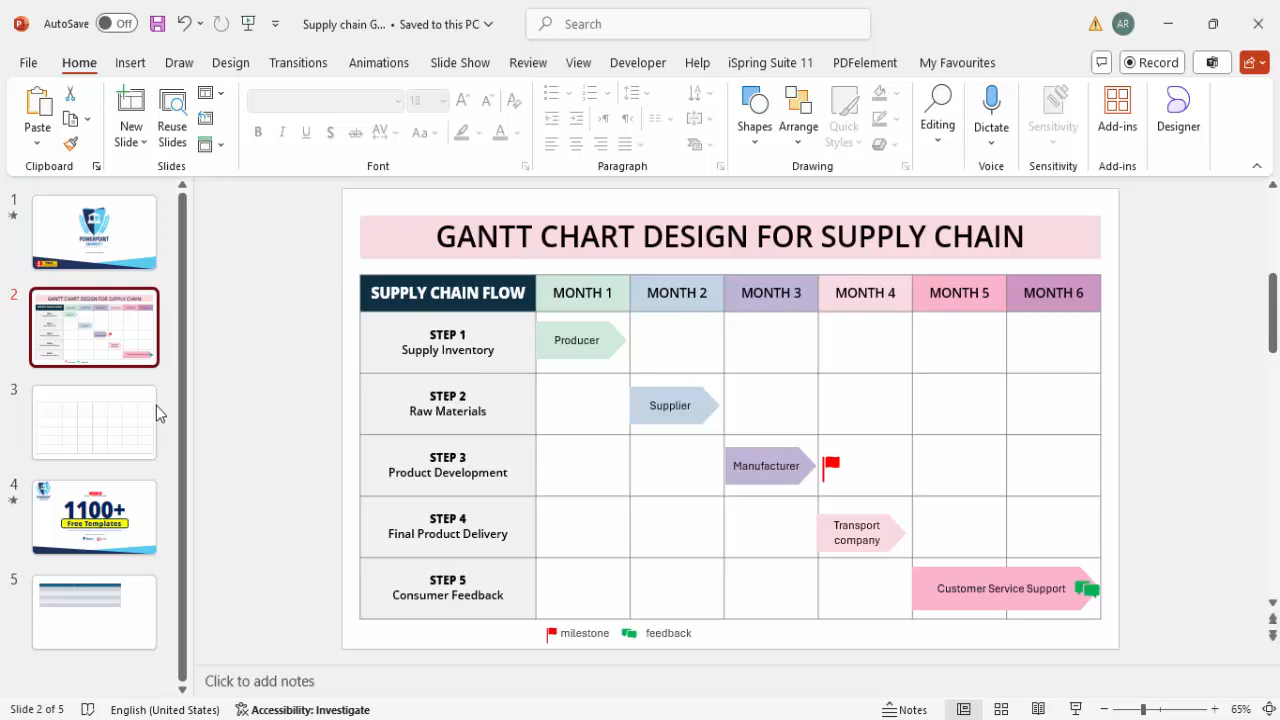 AutoSave Off Supply chain G... • Saved to this PC Search AR
File Home Insert Draw Design Transitions Animations Slide Show Review View Developer Help iSpring Suite 11 PDFelement My Favourites Record
Paste New Slide Reuse Slides 18 Shapes Arrange Quick Styles Editing Dictate Sensitivity Add-ins Designer
Clipboard Slides Font Paragraph Drawing Voice Sensitivity Add-ins
1
POWERPOINT
UNIVERSITY
2
3
4
1100+
Free Templates
5
GANTT CHART DESIGN FOR SUPPLY CHAIN
SUPPLY CHAIN FLOW MONTH 1 MONTH 2 MONTH 3 MONTH 4 MONTH 5 MONTH 6
STEP 1
Supply Inventory
Producer
STEP 2
Raw Materials
Supplier
STEP 3
Product Development
Manufacturer
STEP 4
Final Product Delivery
Transport
company
STEP 5
Consumer Feedback
Customer Service Support
milestone feedback
Click to add notes
Slide 2 of 5 English (United States) Accessibility: Investigate Notes 65%